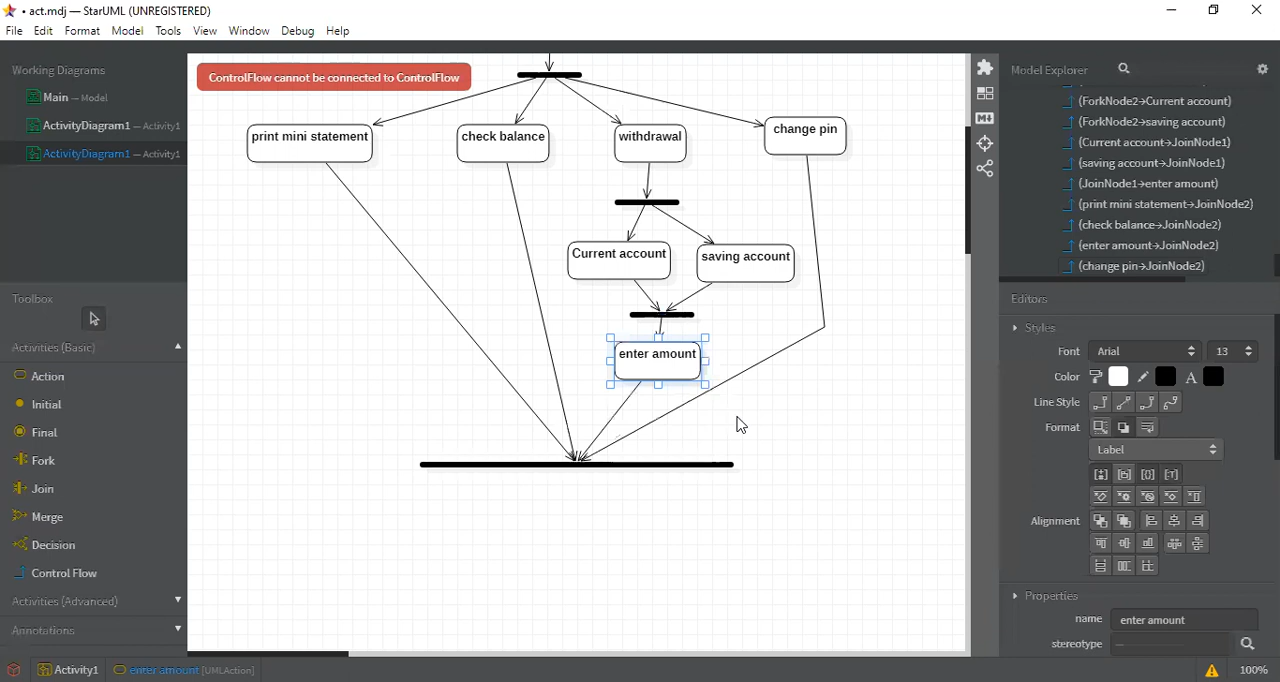 • act.mdj — StarUML (UNREGISTERED)
File Edit Format Model Tools View Window Debug Help
Working Diagrams
Main — Model
ActivityDiagram1 — Activity1
ActivityDiagram1 — Activity1
Toolbox
Activities (Basic)
Action
Initial
Final
Fork
Join
Merge
Decision
Control Flow
Activities (Advanced)
Annotations
ControlFlow cannot be connected to ControlFlow
print mini statement
check balance
withdrawal
change pin
Current account
saving account
enter amount
Model Explorer
(ForkNode2→Current account)
(ForkNode2→saving account)
(Current account→JoinNode1)
(saving account→JoinNode1)
(JoinNode1→enter amount)
(print mini statement→JoinNode2)
(check balance→JoinNode2)
(enter amount→JoinNode2)
(change pin→JoinNode2)
Editors
Styles
Font Arial 13
Color A
Line Style
Format
Label
Alignment
Properties
name enter amount
stereotype —
Activity1 enter amount [UMLAction] 100%